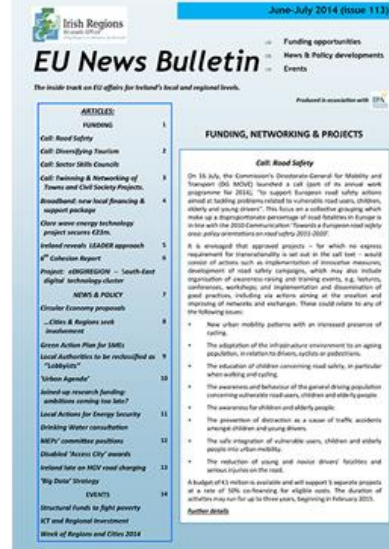 June-July 2014 (issue 113)
Irish Regions
Brussels Office
EU News Bulletin
Funding opportunities
News & Policy developments
Events
The inside track on EU affairs for Ireland's local and regional levels.
Produced in association with IPA
ARTICLES:
FUNDING 1
Call: Road Safety
Call: Diversifying Tourism 2
Call: Sector Skills Councils
Call: Twinning & Networking of 3
Towns and Civil Society Projects.
Broadband: new local financing & 4
support package
Clare wave energy technology
project secures €23m.
Ireland reveals LEADER approach 5
6th Cohesion Report 6
Project: eDIGIREGION – South-East
digital technology cluster
NEWS & POLICY 7
Circular Economy proposals
...Cities & Regions seek 8
involvement
Green Action Plan for SMEs
Local Authorities to be reclassified as 9
"Lobbyists"
'Urban Agenda' 10
Joined-up research funding:
ambitions coming too late?
Local Actions for Energy Security 11
Drinking Water consultation
MEPs' committee positions 12
Disabled 'Access City' awards
Ireland late on HGV road charging 13
'Big Data' Strategy
EVENTS 14
Structural Funds to fight poverty
ICT and Regional Investment
Week of Regions and Cities 2014
FUNDING, NETWORKING & PROJECTS
Call: Road Safety
On 16 July, the Commission's Directorate-General for Mobility and
Transport (DG MOVE) launched a call (part of its annual work
programme for 2014), "to support European road safety actions
aimed at tackling problems related to vulnerable road users, children,
elderly and young drivers". This focus on a collective grouping which
make up a disproportionate percentage of road fatalities in Europe is
in line with the 2010 Communication 'Towards a European road safety
area: policy orientations on road safety 2011-2020'.
It is envisaged that approved projects – for which no express
requirement for transnationality is set out in the call text – would
consist of actions such as implementation of innovative measures,
development of road safety campaigns, which may also include
organisation of awareness-raising and training events, e.g. lectures,
conferences, workshops; and implementation and dissemination of
good practices, including via actions aiming at the creation and
improving of networks and exchanges. These could relate to any of
the following issues:
• New urban mobility patterns with an increased presence of
cycling.
• The adaptation of the infrastructure environment to an ageing
population, in relation to drivers, cyclists or pedestrians.
• The education of children concerning road safety, in particular
when walking and cycling.
• The awareness and behaviour of the general driving population
concerning vulnerable road users, children and elderly people
• The awareness for children and elderly people.
• The prevention of distraction as a cause of traffic accidents
amongst children and young drivers.
• The safe integration of vulnerable users, children and elderly
people into urban mobility.
• The reduction of young and novice drivers' fatalities and
serious injuries on the road.
A budget of €1 million is available and will support 5 separate projects
at a rate of 50% co-financing for eligible costs. The duration of
activities may run for up to three years, beginning in February 2015.
Further details